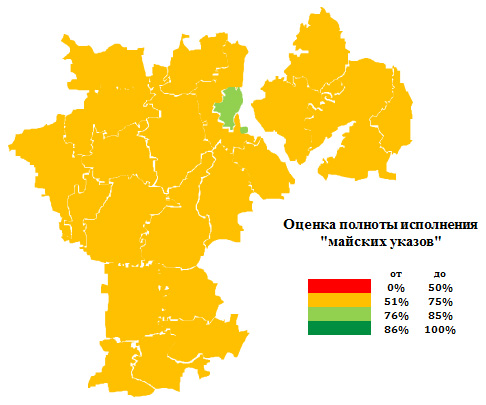 Оценка полноты исполнения
"майских указов"
от до
0% 50%
51% 75%
76% 85%
86% 100%